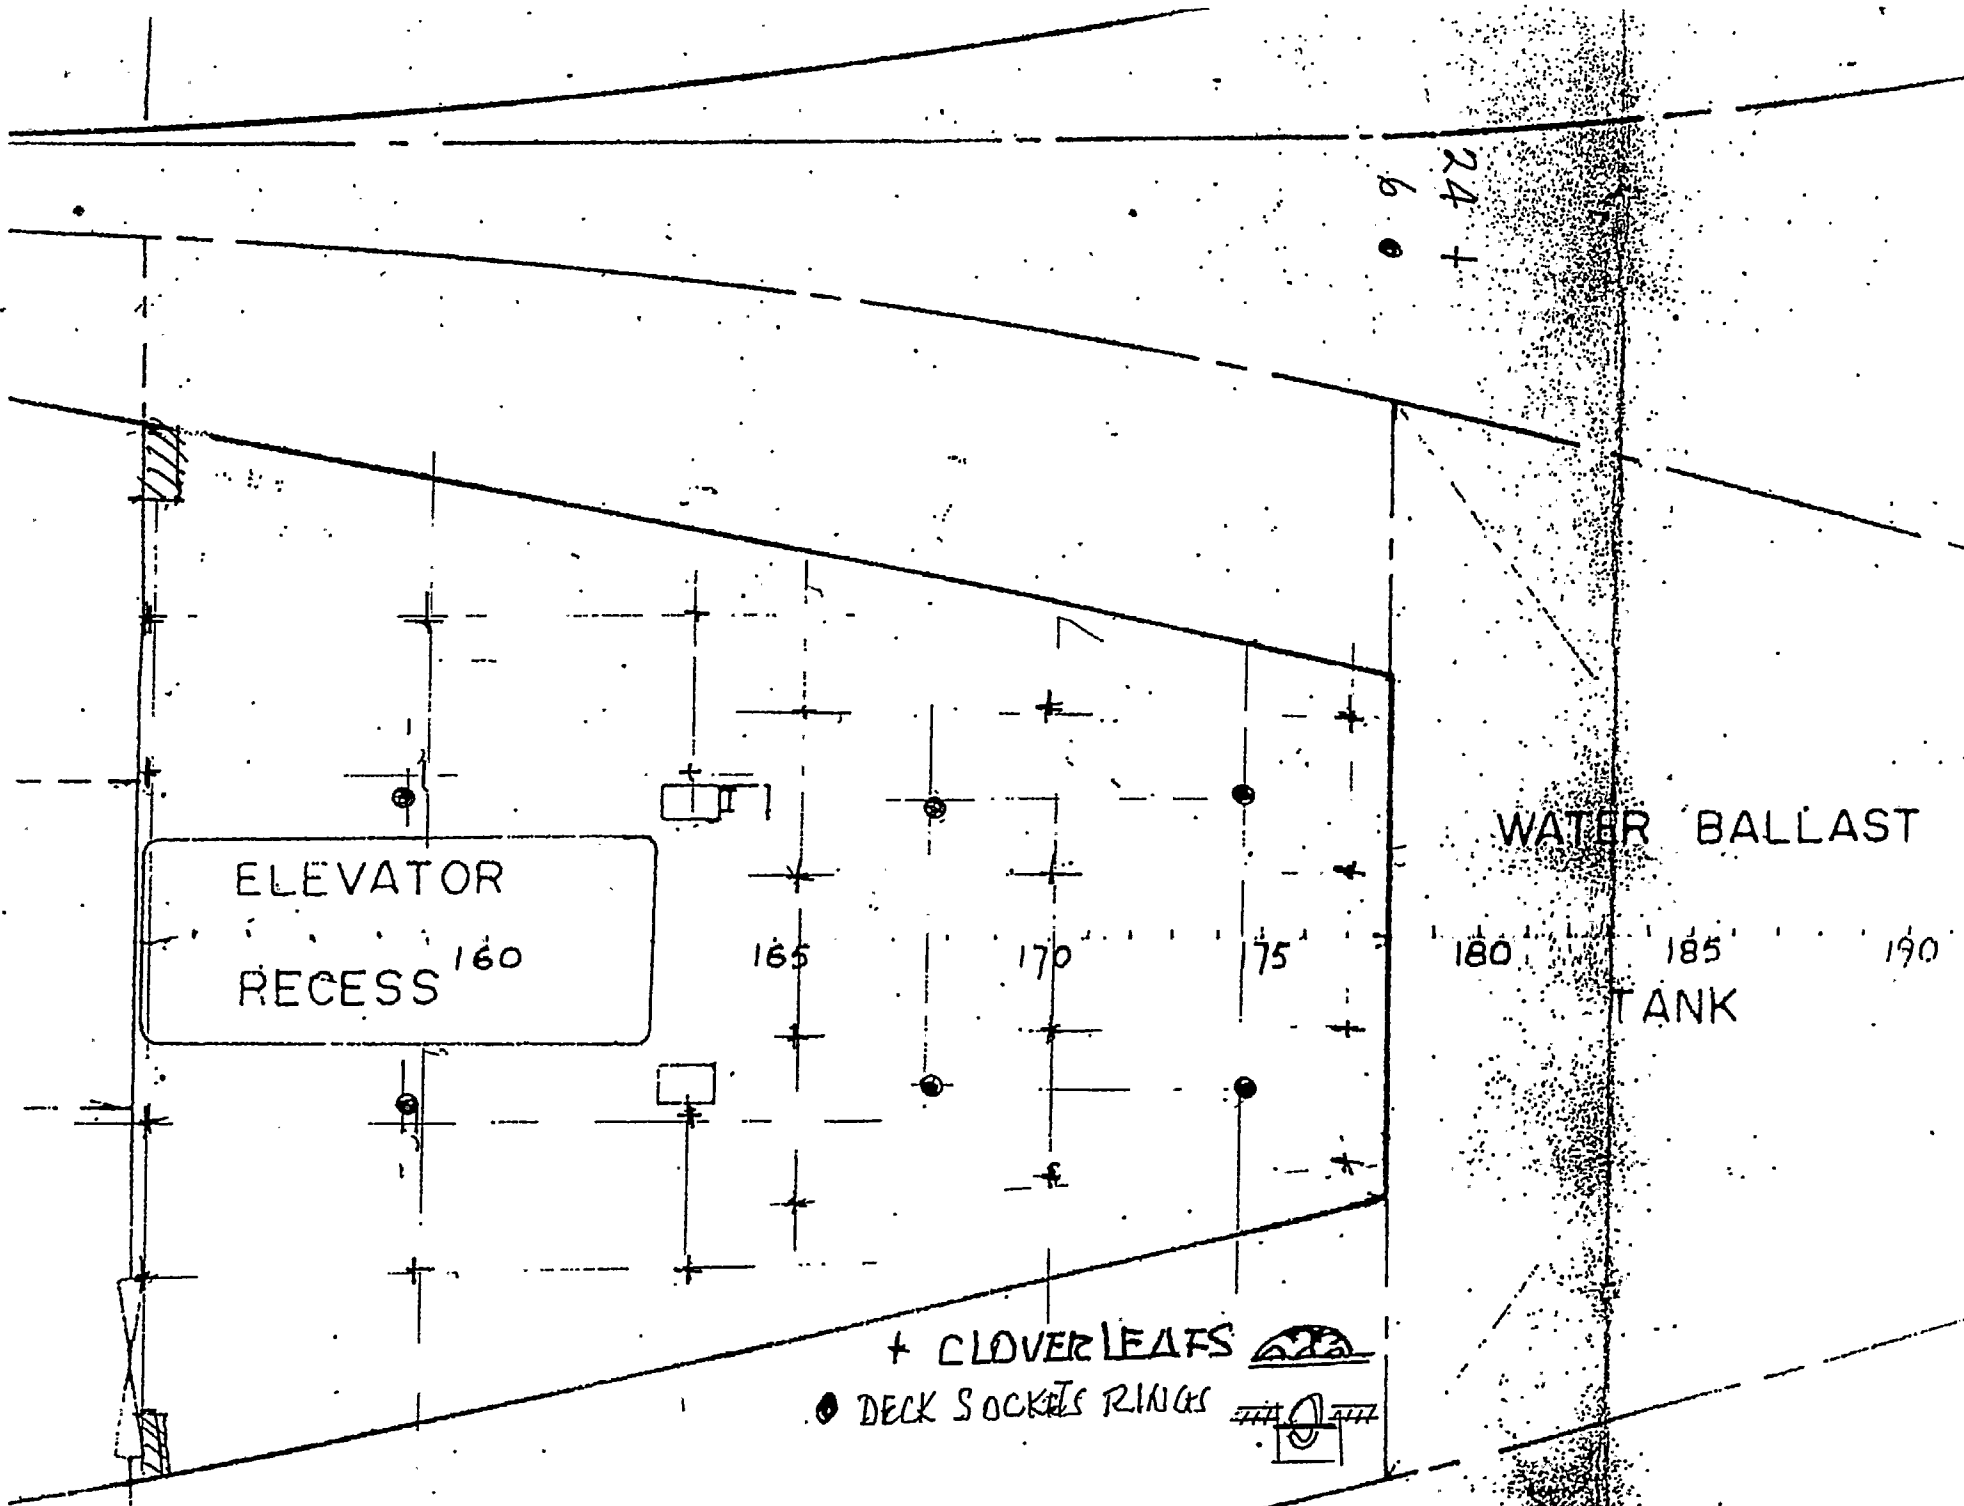 24 +
6 ●
ELEVATOR
RECESS
160 165 170 175 180 185 190
WATER BALLAST
TANK
+ CLOVERLEAFS
● DECK SOCKETS RINGS